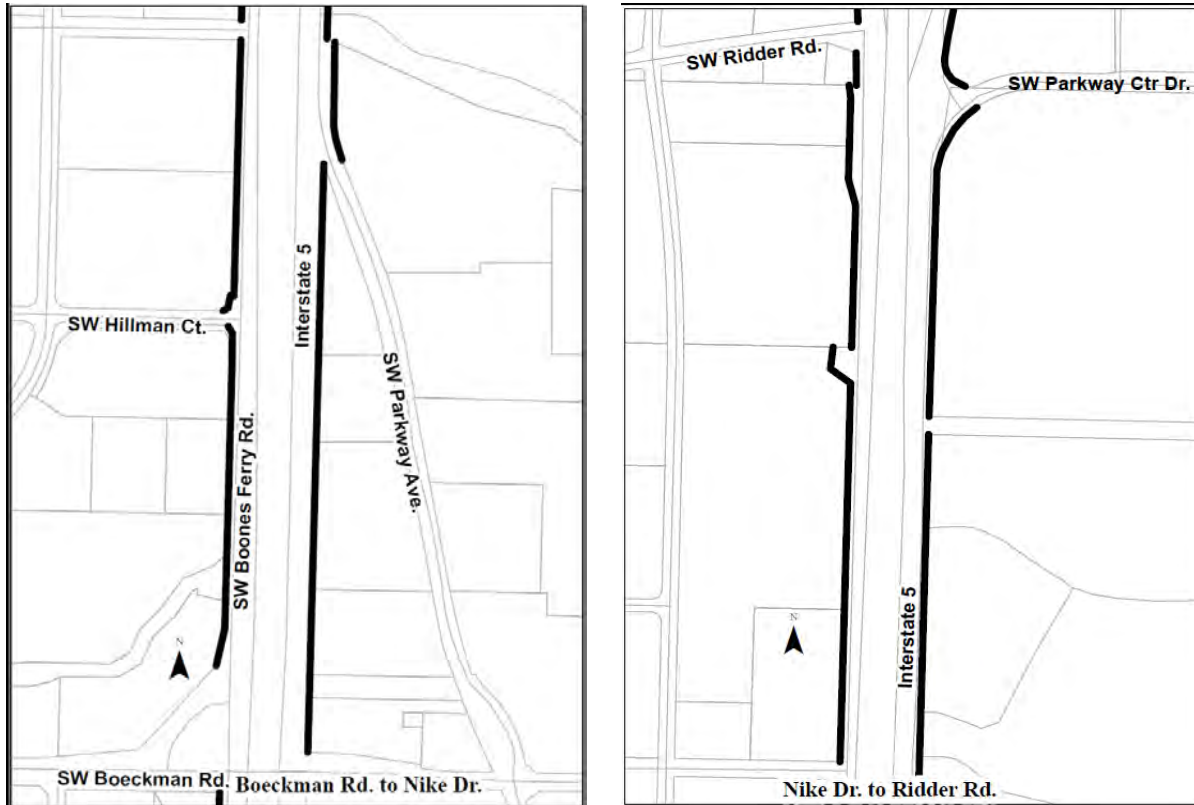 Interstate 5
SW Hillman Ct.
SW Parkway Ave.
SW Boones Ferry Rd.
N
SW Boeckman Rd.
Boeckman Rd. to Nike Dr.
SW Ridder Rd.
SW Parkway Ctr Dr.
N
Interstate 5
Nike Dr. to Ridder Rd.